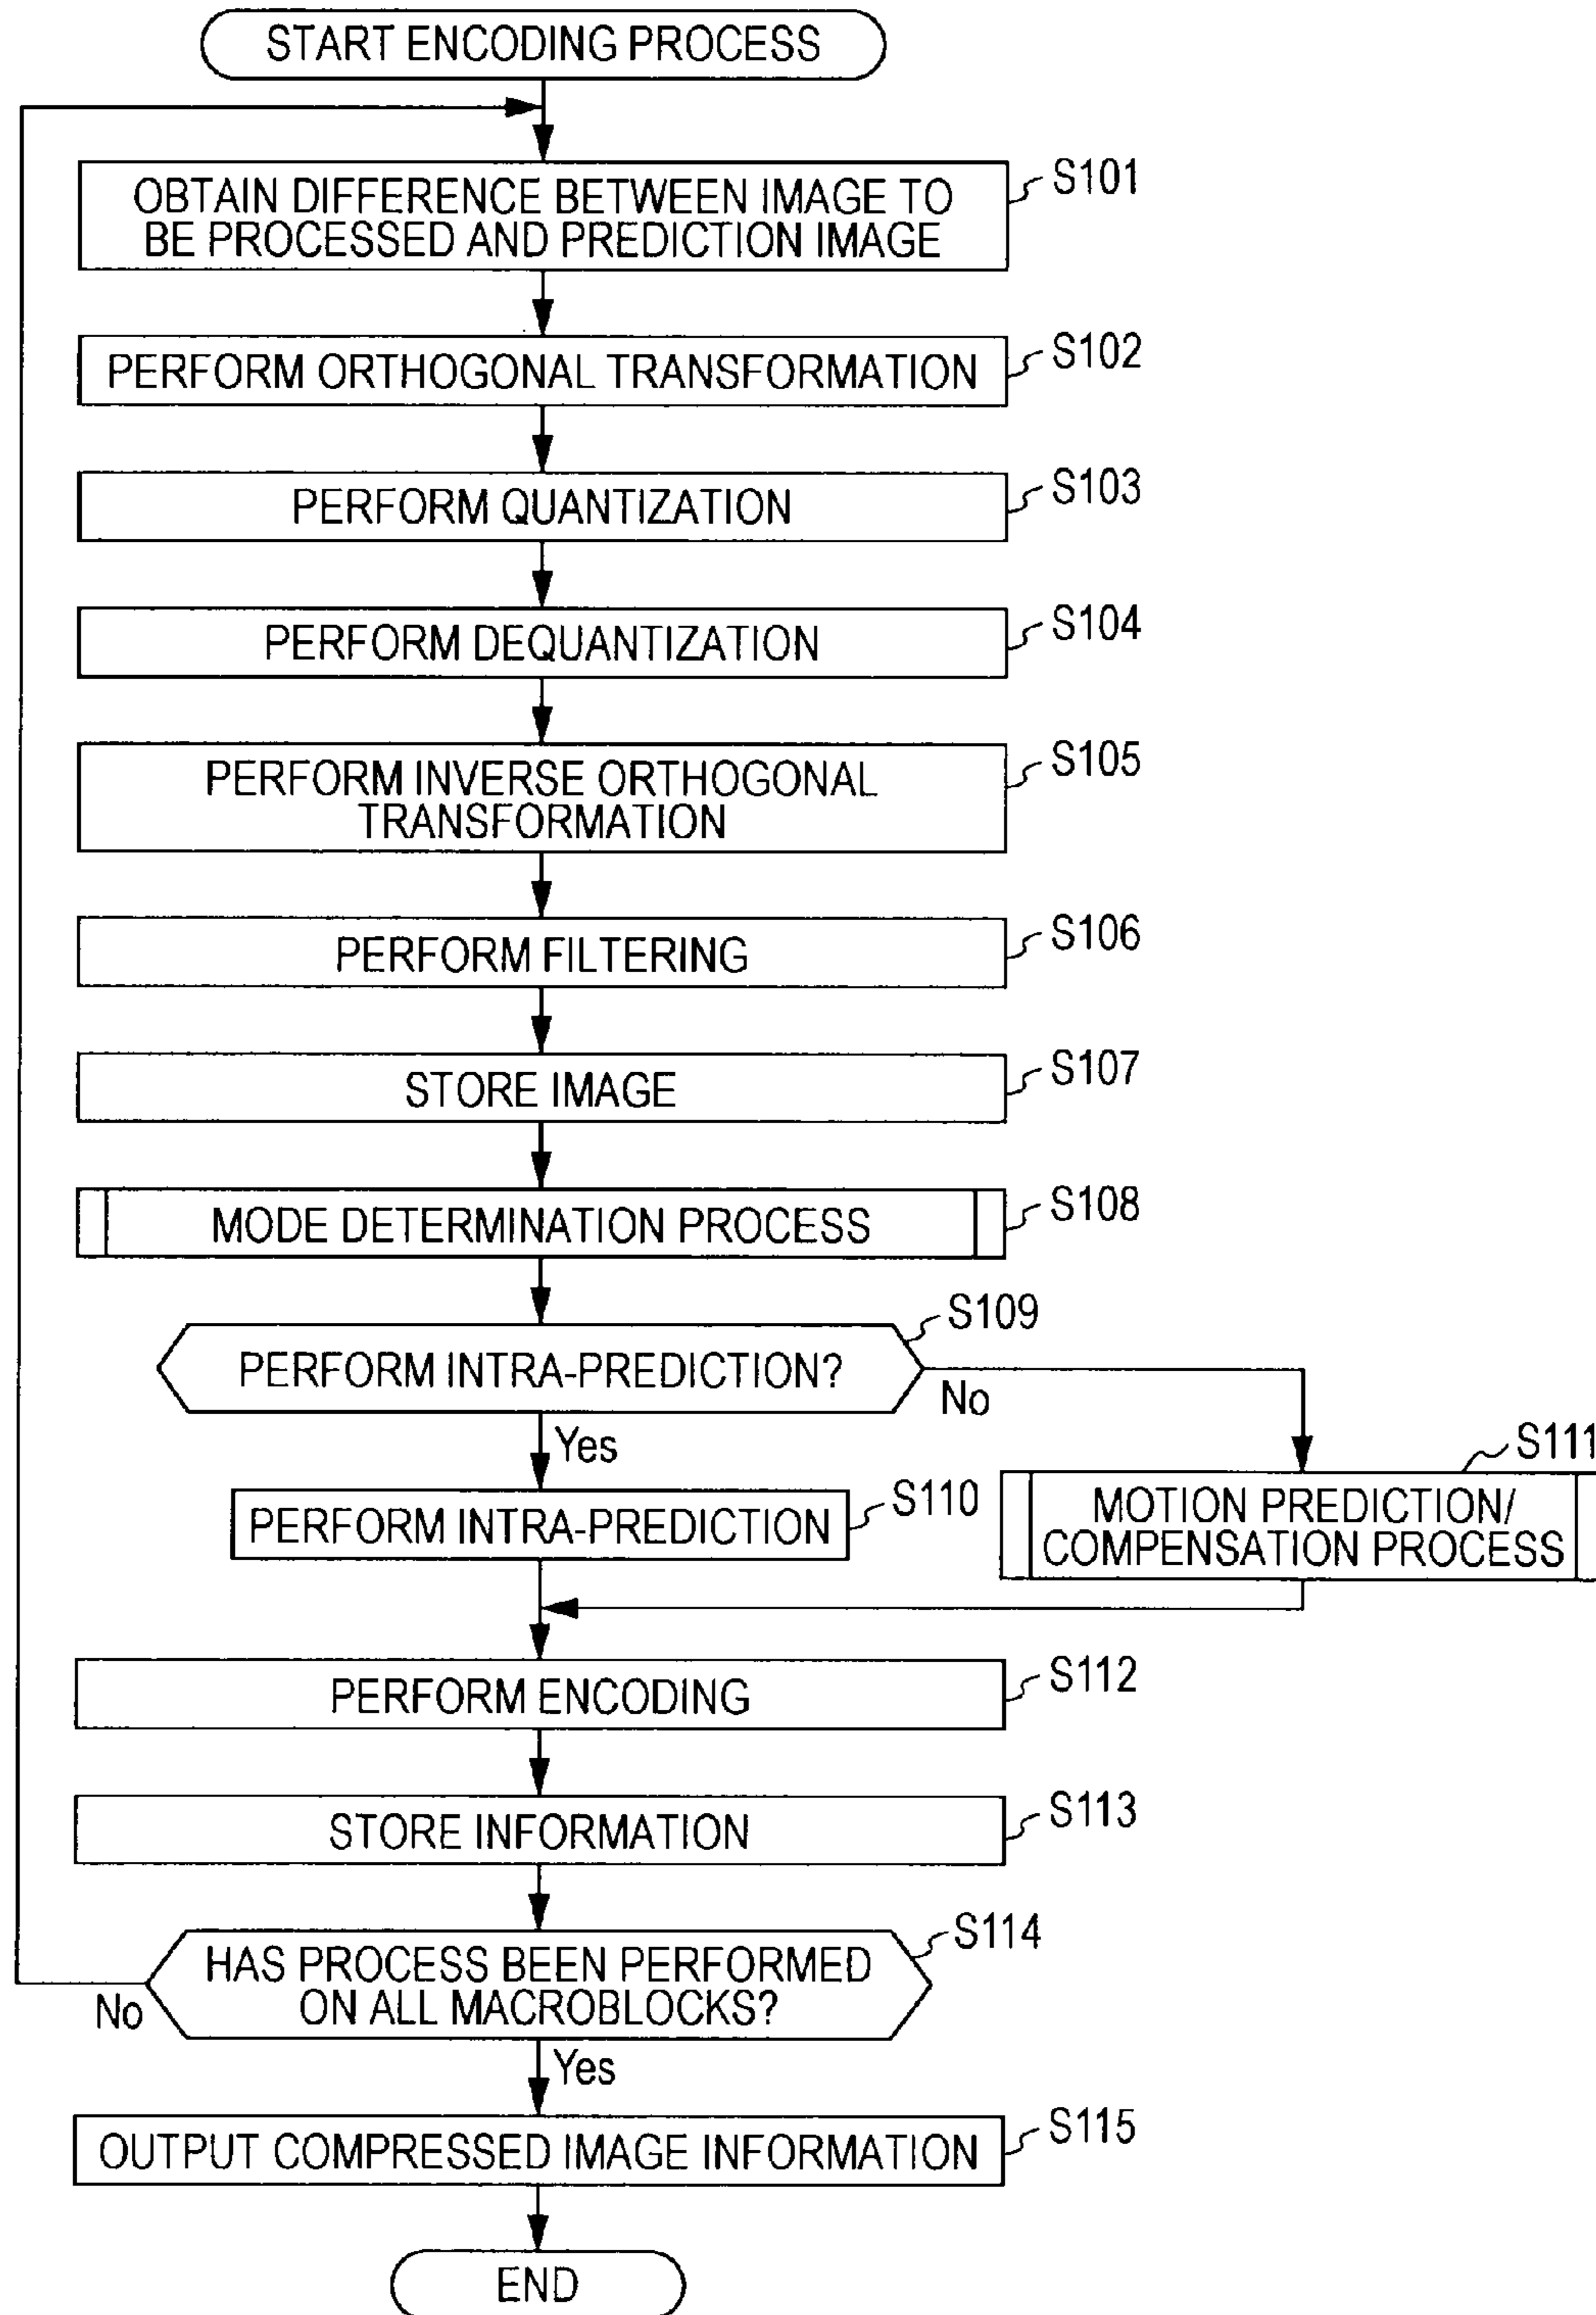 START ENCODING PROCESS
OBTAIN DIFFERENCE BETWEEN IMAGE TO
BE PROCESSED AND PREDICTION IMAGE
S101
PERFORM ORTHOGONAL TRANSFORMATION
S102
PERFORM QUANTIZATION
S103
PERFORM DEQUANTIZATION
S104
PERFORM INVERSE ORTHOGONAL
TRANSFORMATION
S105
PERFORM FILTERING
S106
STORE IMAGE
S107
MODE DETERMINATION PROCESS
S108
PERFORM INTRA-PREDICTION?
S109
No
Yes
PERFORM INTRA-PREDICTION
S110
MOTION PREDICTION/
COMPENSATION PROCESS
S111
PERFORM ENCODING
S112
STORE INFORMATION
S113
HAS PROCESS BEEN PERFORMED
ON ALL MACROBLOCKS?
S114
No
Yes
OUTPUT COMPRESSED IMAGE INFORMATION
S115
END